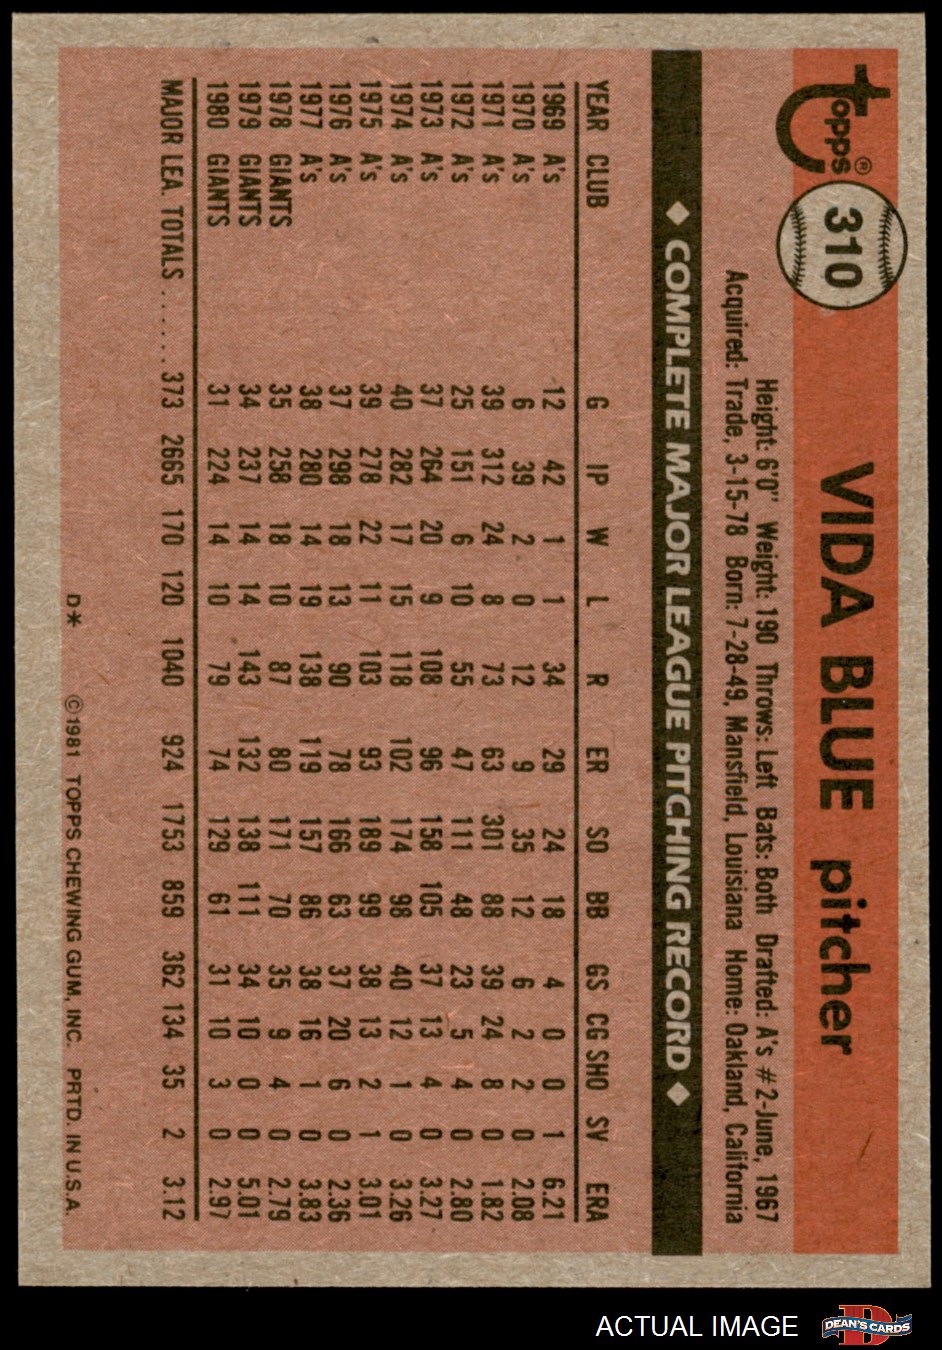 Topps® 310 VIDA BLUE pitcher
Height: 6'0" Weight: 190 Throws: Left Bats: Both Drafted: A's #2-June, 1967
Acquired: Trade, 3-15-78 Born: 7-28-49, Mansfield, Louisiana Home: Oakland, California
◆ COMPLETE MAJOR LEAGUE PITCHING RECORD ◆
YEAR CLUB G IP W L R ER SO BB GS CG SHO SV ERA
1969 A's 12 42 1 1 34 29 24 18 4 0 0 1 6.21
1970 A's 6 39 2 0 12 9 35 12 6 2 2 0 2.08
1971 A's 39 312 24 8 73 63 301 88 39 24 8 0 1.82
1972 A's 25 151 6 10 55 47 111 48 23 5 4 0 2.80
1973 A's 37 264 20 9 108 96 158 105 37 13 4 0 3.27
1974 A's 40 282 17 15 118 102 174 98 40 12 1 0 3.26
1975 A's 39 278 22 11 103 93 189 99 38 13 2 1 3.01
1976 A's 37 298 18 13 90 78 166 63 37 20 6 0 2.36
1977 A's 38 280 14 19 138 119 157 86 38 16 1 0 3.83
1978 GIANTS 35 258 18 10 87 80 171 70 35 9 4 0 2.79
1979 GIANTS 34 237 14 14 143 132 138 111 34 10 0 0 5.01
1980 GIANTS 31 224 14 10 79 74 129 61 31 10 3 0 2.97
MAJOR LEA. TOTALS ..... 373 2665 170 120 1040 924 1753 859 362 134 35 2 3.12
D* ©1981 TOPPS CHEWING GUM, INC. PRTD. IN U.S.A.
ACTUAL IMAGE DEAN'S CARDS